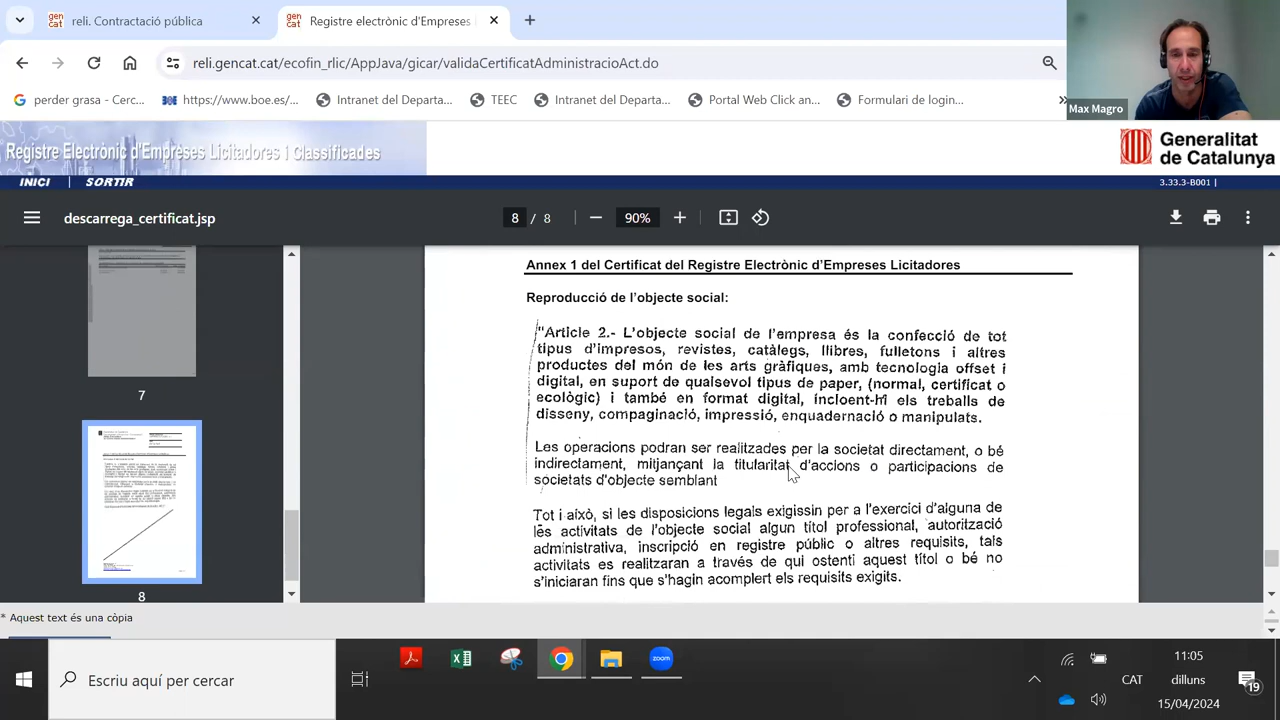 reli. Contractació pública
Registre electrònic d'Empreses
reli.gencat.cat/ecofin_rlic/AppJava/gicar/validaCertificatAdministracioAct.do
perder grasa - Cerc...
https://www.boe.es/...
Intranet del Departa...
TEEC
Intranet del Departa...
Portal Web Click an...
Formulari de login...
Max Magro
Registre Electrònic d'Empreses Licitadores i Classificades
Generalitat
de Catalunya
INICI | SORTIR
3.33.3-B001 |
descarrega_certificat.jsp
8 / 8
90%
7
8
Annex 1 del Certificat del Registre Electrònic d'Empreses Licitadores
Reproducció de l'objecte social:
"Article 2.- L'objecte social de l'empresa és la confecció de tot
tipus d'impresos, revistes, catàlegs, llibres, fulletons i altres
productes del món de les arts gràfiques, amb tecnologia offset i
digital, en suport de qualsevol tipus de paper, (normal, certificat o
ecològic) i també en format digital, incloent-hi els treballs de
disseny, compaginació, impressió, enquadernació o manipulats.
Les operacions podran ser realitzades per la societat directament, o bé
indirectament, mitjançant la titularitat d'accions o participacions de
societats d'objecte semblant
Tot i això, si les disposicions legals exigissin per a l'exercici d'alguna de
les activitats de l'objecte social algun títol professional, autorització
administrativa, inscripció en registre públic o altres requisits, tals
activitats es realitzaran a través de qui ostenti aquest títol o bé no
s'iniciaran fins que s'hagin acomplert els requisits exigits.
* Aquest text és una còpia
Escriu aquí per cercar
zoom
CAT
11:05
dilluns
15/04/2024
19